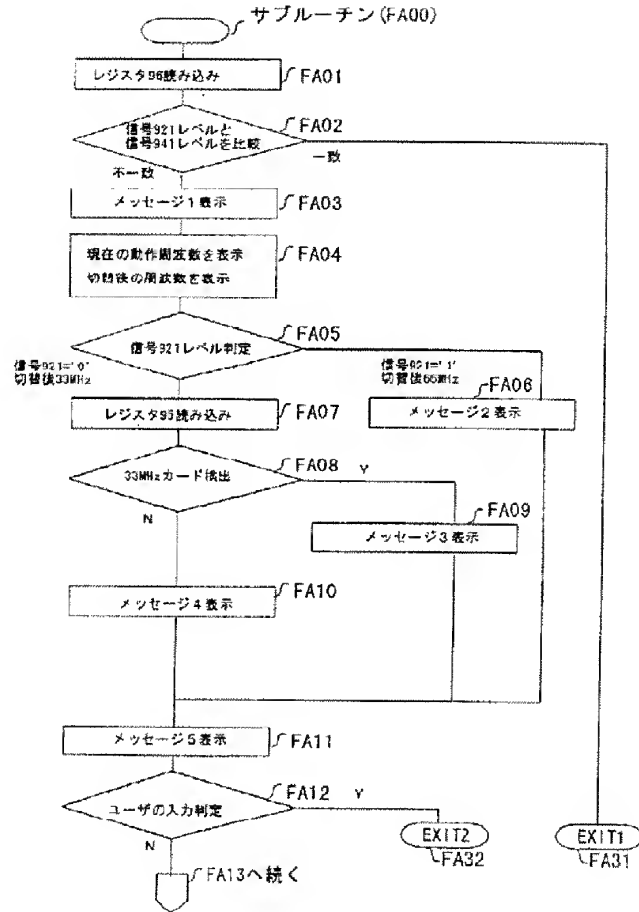 サブルーチン(FA00)
レジスタ96読み込み
FA01
信号921レベルと
信号941レベルを比較
FA02
一致
不一致
メッセージ1表示
FA03
現在の動作周波数を表示
切替後の周波数を表示
FA04
信号921レベル判定
FA05
信号921='0'
切替後33MHz
信号921='1'
切替後66MHz
FA06
メッセージ2表示
レジスタ95読み込み
FA07
33MHzカード検出
FA08
Y
N
FA09
メッセージ3表示
メッセージ4表示
FA10
メッセージ5表示
FA11
ユーザの入力判定
FA12
Y
N
EXIT2
FA32
EXIT1
FA31
FA13へ続く